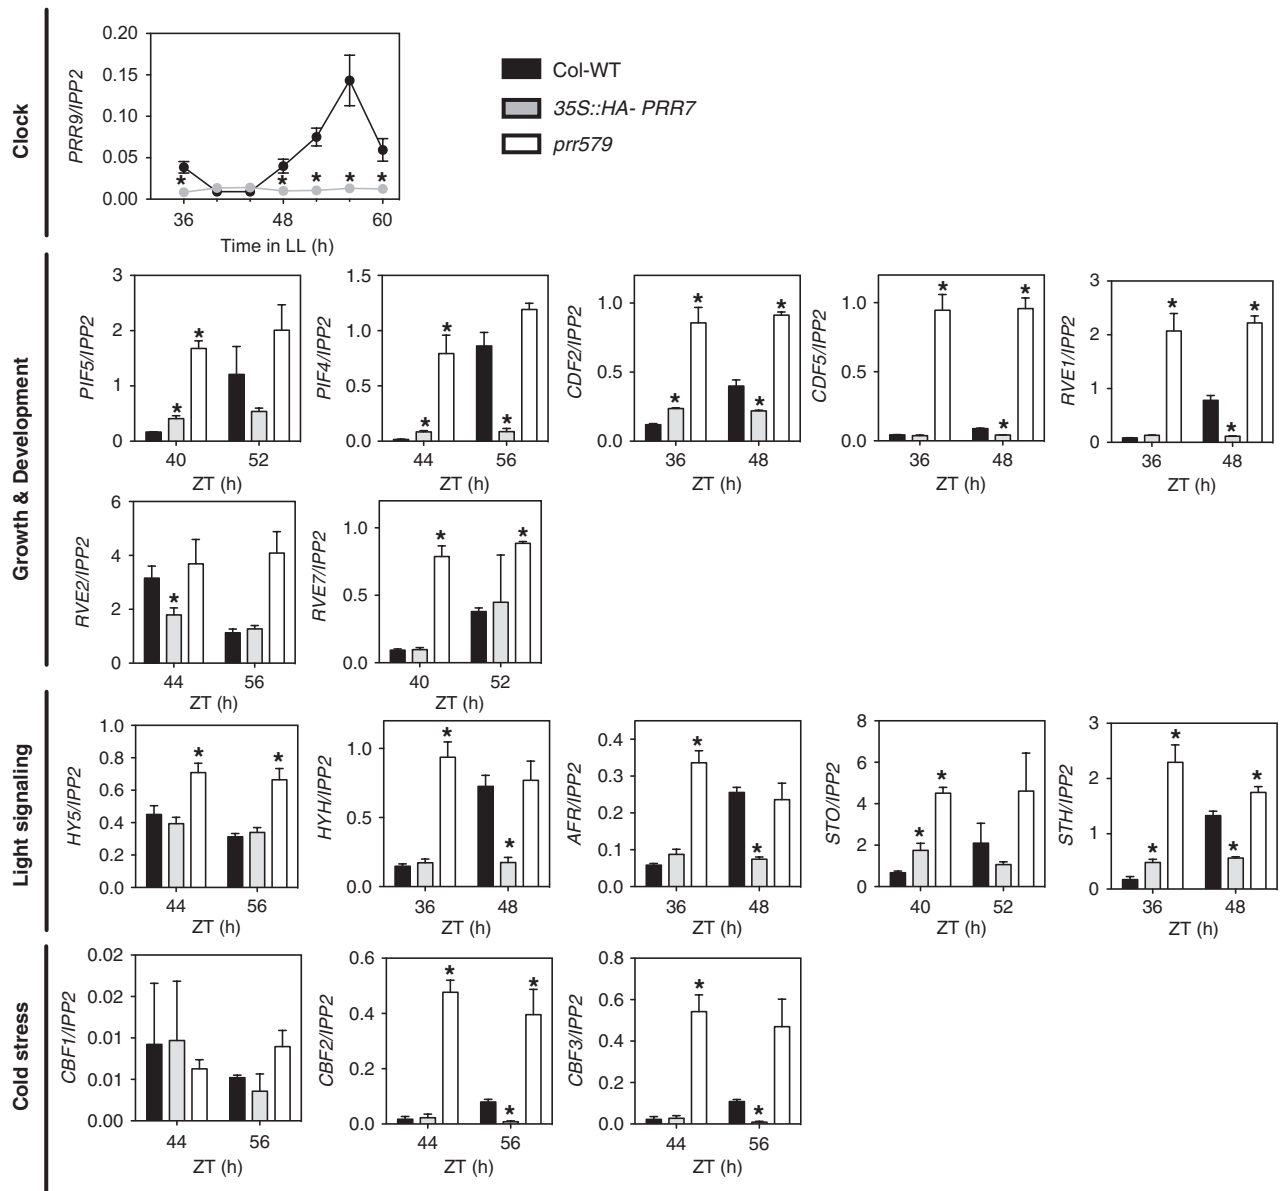 Clock
PRR9/IPP2
0.20
0.15
0.10
0.05
0.00
* * * * *
36 48 60
Time in LL (h)
Col-WT
35S::HA- PRR7
prr579
Growth & Development
PIF5/IPP2
3
2
1
0
* *
40 52
ZT (h)
PIF4/IPP2
1.5
1.0
0.5
0.0
* * *
44 56
ZT (h)
CDF2/IPP2
1.0
0.5
0.0
* * * *
36 48
ZT (h)
CDF5/IPP2
1.0
0.5
0.0
* * *
36 48
ZT (h)
RVE1/IPP2
3
2
1
0
* * *
36 48
ZT (h)
RVE2/IPP2
6
4
2
0
*
44 56
ZT (h)
RVE7/IPP2
1.0
0.5
0.0
* *
40 52
ZT (h)
Light signaling
HY5/IPP2
1.0
0.8
0.6
0.4
0.2
0.0
* *
44 56
ZT (h)
HYH/IPP2
1.0
0.5
0.0
* *
36 48
ZT (h)
AFR/IPP2
0.4
0.3
0.2
0.1
0.0
* *
36 48
ZT (h)
STO/IPP2
8
6
4
2
0
* *
40 52
ZT (h)
STH/IPP2
3
2
1
0
* * * *
36 48
ZT (h)
Cold stress
CBF1/IPP2
0.02
0.02
0.01
0.01
0.00
44 56
ZT (h)
CBF2/IPP2
0.6
0.4
0.2
0.0
* * *
44 56
ZT (h)
CBF3/IPP2
0.8
0.6
0.4
0.2
0.0
* *
44 56
ZT (h)